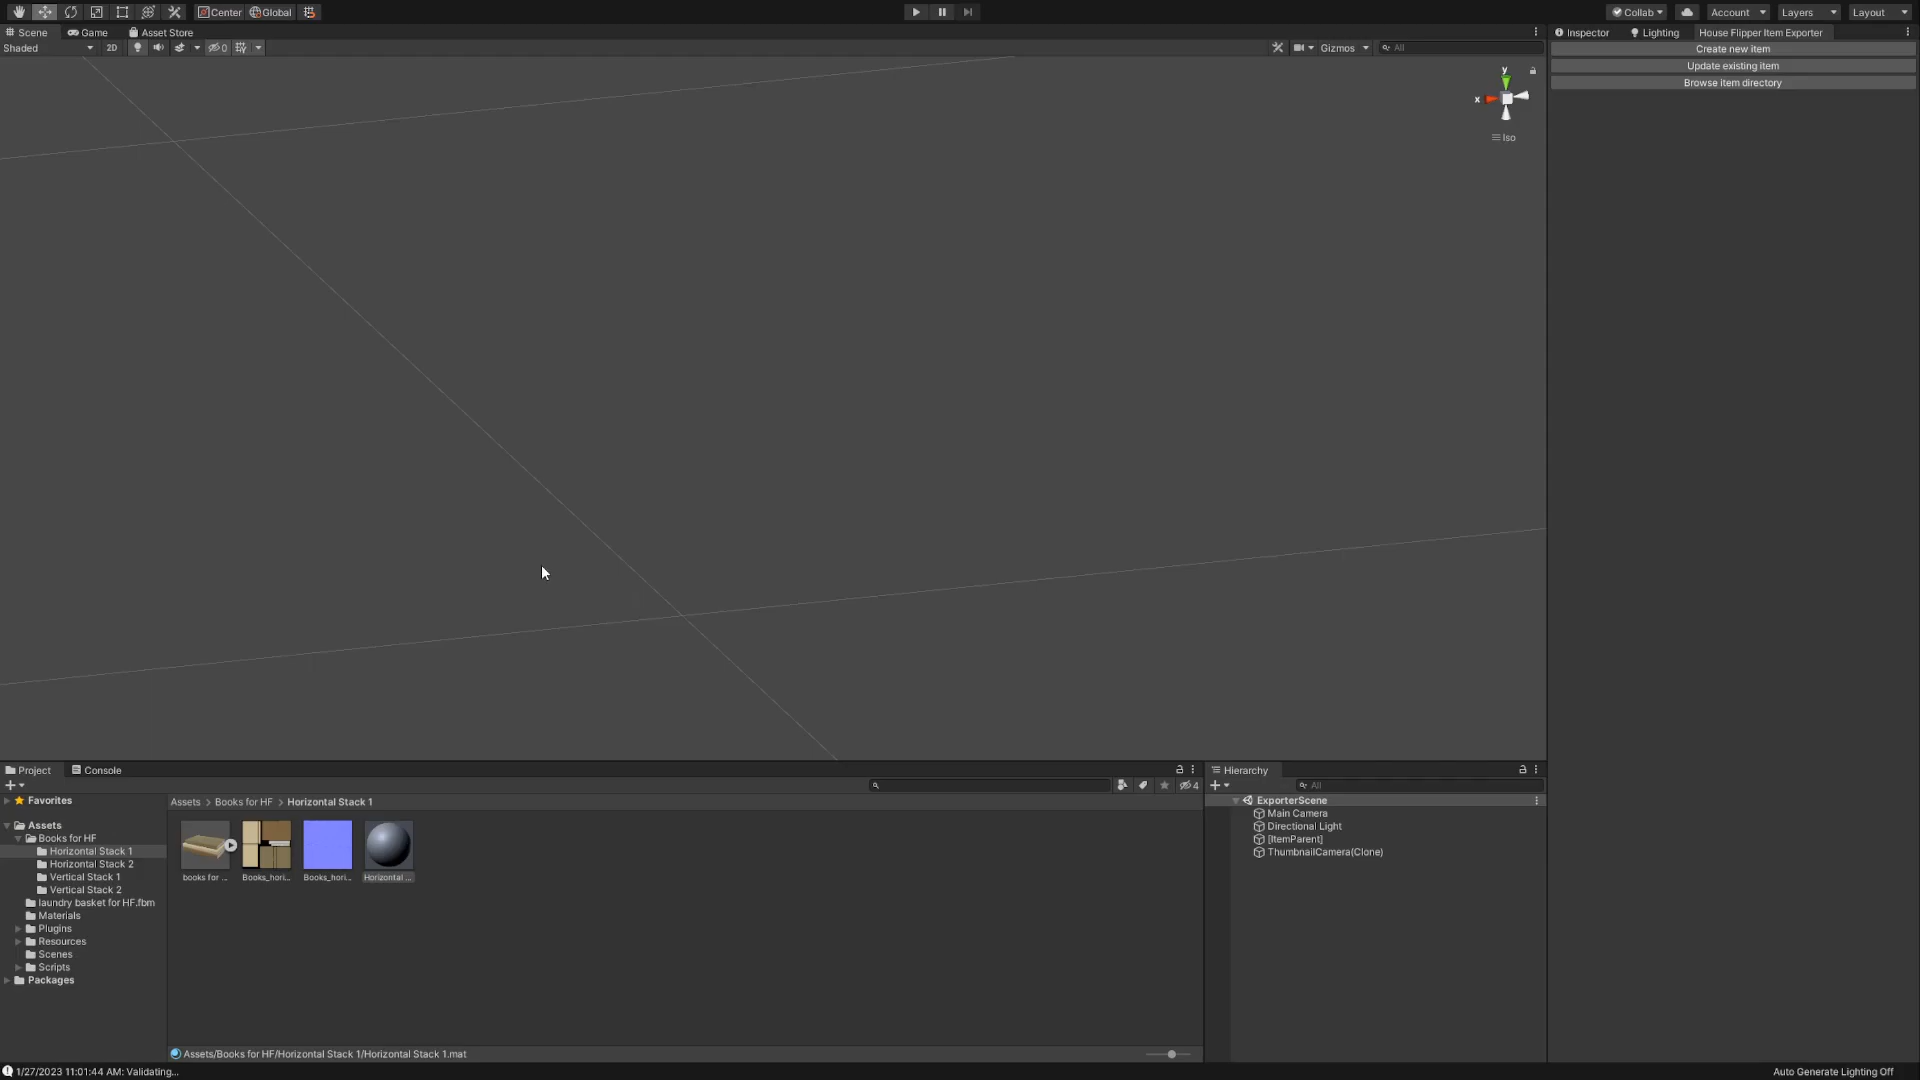 Center Global
Collab Account Layers Layout
Scene Game Asset Store
Shaded 2D 0 Gizmos All
y
x
Iso
Inspector Lighting House Flipper Item Exporter
Create new item
Update existing item
Browse item directory
Project Console
4
Favorites
Assets
Books for HF
Horizontal Stack 1
Horizontal Stack 2
Vertical Stack 1
Vertical Stack 2
laundry basket for HF.fbm
Materials
Plugins
Resources
Scenes
Scripts
Packages
Assets > Books for HF > Horizontal Stack 1
books for ... Books_hori... Books_hori... Horizontal ...
Assets/Books for HF/Horizontal Stack 1/Horizontal Stack 1.mat
Hierarchy
All
ExporterScene
Main Camera
Directional Light
[ItemParent]
ThumbnailCamera(Clone)
1/27/2023 11:01:44 AM: Validating...
Auto Generate Lighting Off